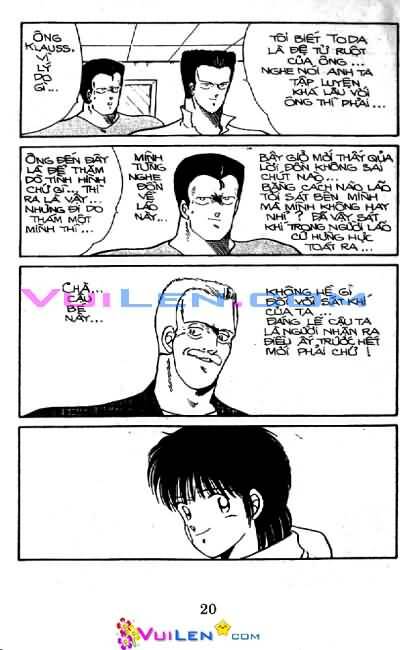 ÔNG
KLAUSS.
VÌ
LÝ
DO
GÌ...
TÔI BIẾT TODA
LÀ ĐỆ TỬ RUỘT
CỦA ÔNG...
NGHE NÓI ANH TA
TẬP LUYỆN
KHÁ LÂU VỚI
ÔNG THÌ PHẢI...
ÔNG ĐẾN ĐÂY
LÀ ĐỂ THĂM
DÒ TÌNH HÌNH
CHỨ GÌ... THÌ
RA LÀ VẬY...
NHƯNG ĐI DO
THÁM MỘT
MÌNH THÌ...
MÌNH
TỪNG
NGHE
ĐỒN
VỀ
LÃO
NÀY...
BÂY GIỜ MỚI THẤY QỦA
LỜI ĐỒN KHÔNG SAI
CHÚT NÀO...
BẰNG CÁCH NÀO LÃO
TỚI SÁT BÊN MÌNH
MÀ MÌNH KHÔNG HAY
NHỈ ? ĐÃ VẬY SÁT
KHÍ TRONG NGƯỜI LÃO
CỨ HỪNG HỰC
TOÁT RA...
CHÀ...
CẬU
BÉ
NÀY...
KHÔNG HỀ GÌ
ĐỐI VỚI SÁT KHÍ
CỦA TA...
ĐÁNG LẼ CẬU TA
LÀ NGƯỜI NHẬN RA
ĐIỀU ẤY TRƯỚC HẾT
MỚI PHẢI CHỨ !
VUILEN.COM
20
VUILEN.COM